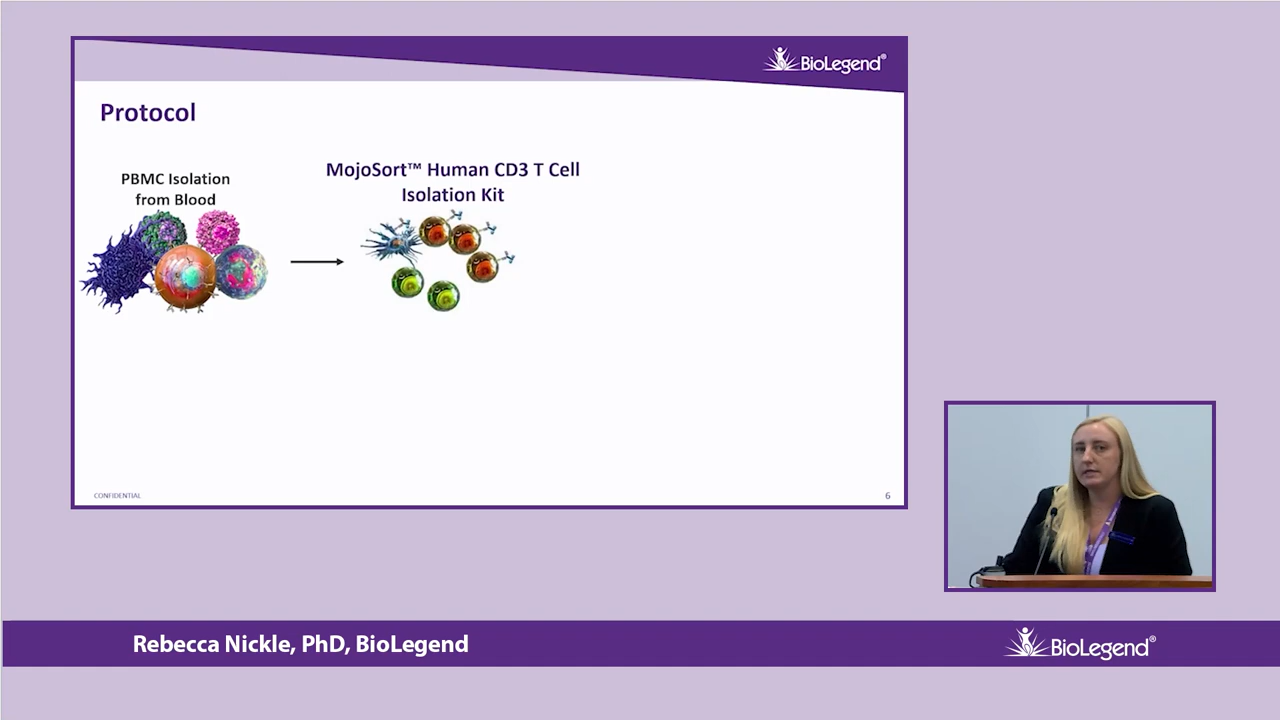 BioLegend®
Protocol
PBMC Isolation
from Blood
MojoSort™ Human CD3 T Cell
Isolation Kit
CONFIDENTIAL
6
Rebecca Nickle, PhD, BioLegend
BioLegend®